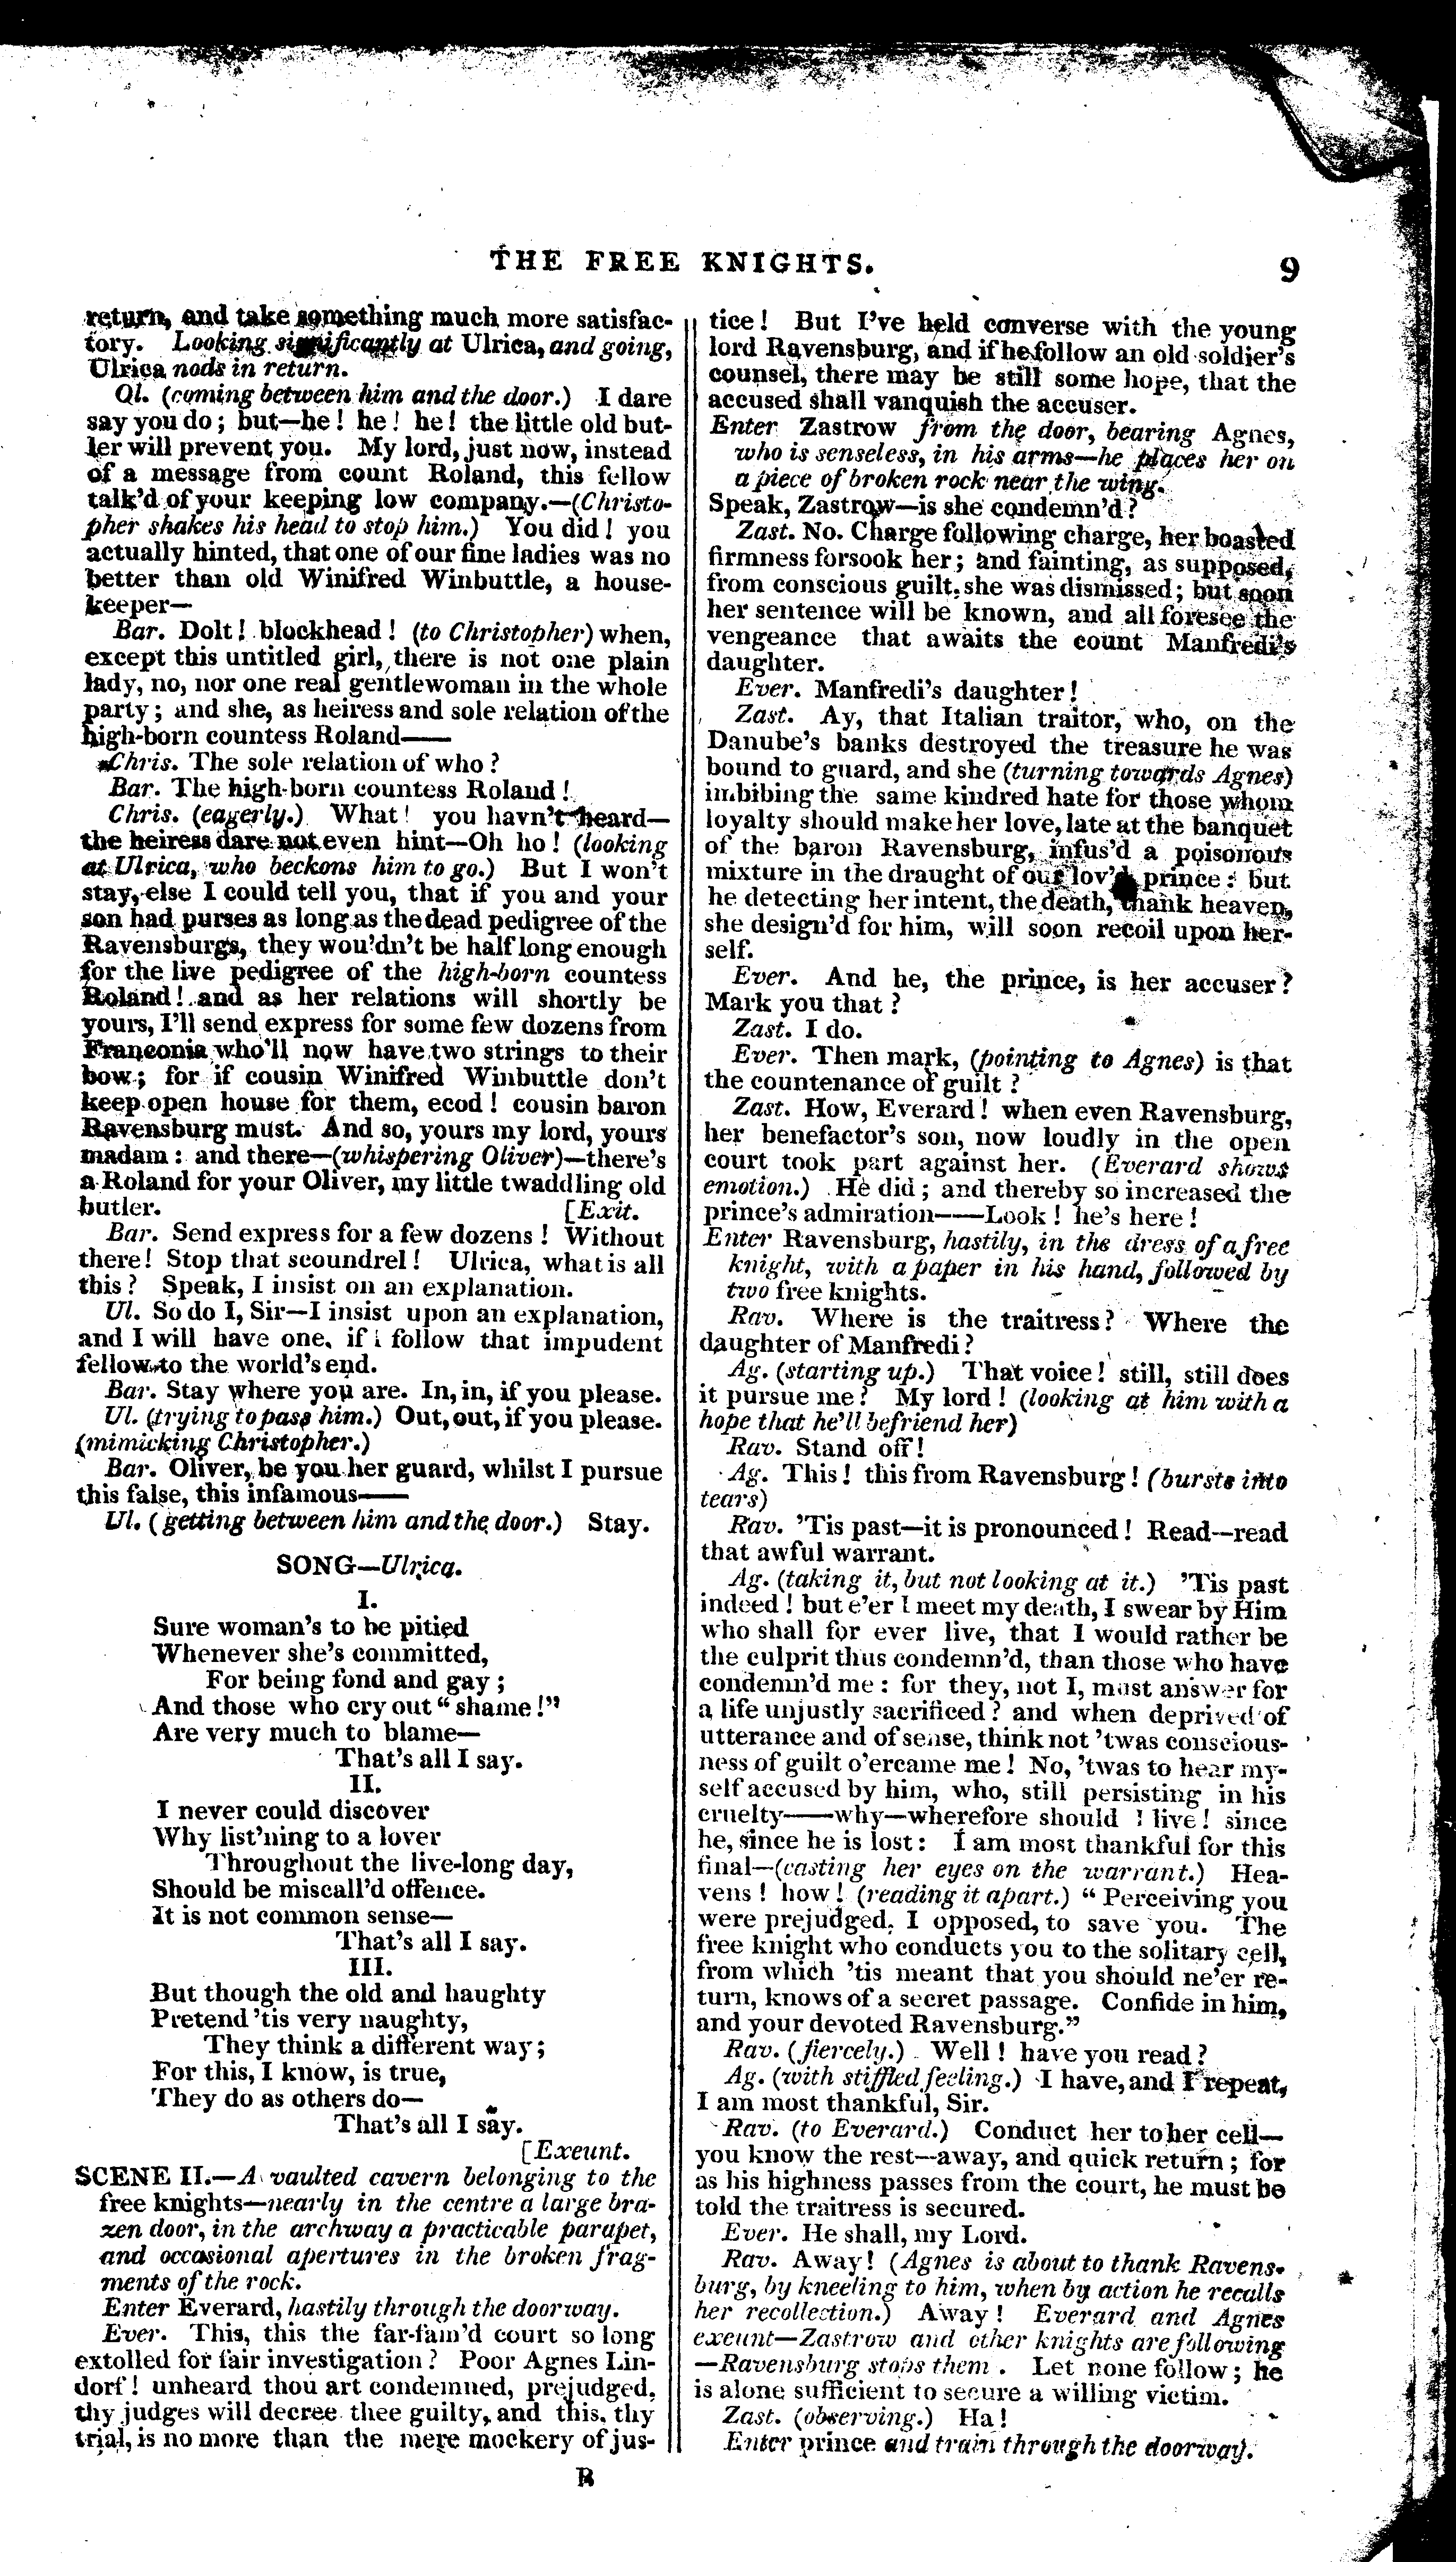 THE FREE KNIGHTS.
9
return, and take something much more satisfac-
tory. Looking significantly at Ulrica, and going,
Ulrica nods in return.
Ol. (coming between him and the door.) I dare
say you do; but—he! he! he! the little old but-
ler will prevent you. My lord, just now, instead
of a message from count Roland, this fellow
talk'd of your keeping low company.—(Christo-
pher shakes his head to stop him.) You did! you
actually hinted, that one of our fine ladies was no
better than old Winifred Winbuttle, a house-
keeper—
Bar. Dolt! blockhead! (to Christopher) when,
except this untitled girl, there is not one plain
lady, no, nor one real gentlewoman in the whole
party; and she, as heiress and sole relation of the
high-born countess Roland——
Chris. The sole relation of who?
Bar. The high-born countess Roland!
Chris. (eagerly.) What! you havn't heard—
the heiress dare not even hint—Oh ho! (looking
at Ulrica, who beckons him to go.) But I won't
stay, else I could tell you, that if you and your
son had purses as long as the dead pedigree of the
Ravensburgs, they wou'dn't be half long enough
for the live pedigree of the high-born countess
Roland! and as her relations will shortly be
yours, I'll send express for some few dozens from
Franconia who'll now have two strings to their
bow; for if cousin Winifred Winbuttle don't
keep open house for them, ecod! cousin baron
Ravensburg must. And so, yours my lord, yours
madam: and there—(whispering Oliver)—there's
a Roland for your Oliver, my little twaddling old
butler. [Exit.
Bar. Send express for a few dozens! Without
there! Stop that scoundrel! Ulrica, what is all
this? Speak, I insist on an explanation.
Ul. So do I, Sir—I insist upon an explanation,
and I will have one, if I follow that impudent
fellow to the world's end.
Bar. Stay where you are. In, in, if you please.
Ul. (trying to pass him.) Out, out, if you please.
(mimicking Christopher.)
Bar. Oliver, be you her guard, whilst I pursue
this false, this infamous——
Ul. (getting between him and the door.) Stay.
SONG—Ulrica.
I.
Sure woman's to be pitied
Whenever she's committed,
For being fond and gay;
And those who cry out "shame!"
Are very much to blame—
That's all I say.
II.
I never could discover
Why list'ning to a lover
Throughout the live-long day,
Should be miscall'd offence.
It is not common sense—
That's all I say.
III.
But though the old and haughty
Pretend 'tis very naughty,
They think a different way;
For this, I know, is true,
They do as others do—
That's all I say.
[Exeunt.
SCENE II.—A vaulted cavern belonging to the
free knights—nearly in the centre a large bra-
zen door, in the archway a practicable parapet,
and occasional apertures in the broken frag-
ments of the rock.
Enter Everard, hastily through the doorway.
Ever. This, this the far-fam'd court so long
extolled for fair investigation? Poor Agnes Lin-
dorf! unheard thou art condemned, prejudged,
thy judges will decree thee guilty, and this, thy
trial, is no more than the mere mockery of jus-
B
tice! But I've held converse with the young
lord Ravensburg, and if he follow an old soldier's
counsel, there may be still some hope, that the
accused shall vanquish the accuser.
Enter Zastrow from the door, bearing Agnes,
who is senseless, in his arms—he places her on
a piece of broken rock near the wing.
Speak, Zastrow—is she condemn'd?
Zast. No. Charge following charge, her boasted
firmness forsook her; and fainting, as supposed,
from conscious guilt, she was dismissed; but soon
her sentence will be known, and all foresee the
vengeance that awaits the count Manfredi's
daughter.
Ever. Manfredi's daughter!
Zast. Ay, that Italian traitor, who, on the
Danube's banks destroyed the treasure he was
bound to guard, and she (turning towards Agnes)
imbibing the same kindred hate for those whom
loyalty should make her love, late at the banquet
of the baron Ravensburg, infus'd a poisonous
mixture in the draught of our lov'd prince: but
he detecting her intent, the death, thank heaven,
she design'd for him, will soon recoil upon her-
self.
Ever. And he, the prince, is her accuser?
Mark you that?
Zast. I do.
Ever. Then mark, (pointing to Agnes) is that
the countenance of guilt?
Zast. How, Everard! when even Ravensburg,
her benefactor's son, now loudly in the open
court took part against her. (Everard shows
emotion.) He did; and thereby so increased the
prince's admiration——Look! he's here!
Enter Ravensburg, hastily, in the dress of a free
knight, with a paper in his hand, followed by
two free knights.
Rav. Where is the traitress? Where the
daughter of Manfredi?
Ag. (starting up.) That voice! still, still does
it pursue me? My lord! (looking at him with a
hope that he'll befriend her)
Rav. Stand off!
Ag. This! this from Ravensburg! (bursts into
tears)
Rav. 'Tis past—it is pronounced! Read—read
that awful warrant.
Ag. (taking it, but not looking at it.) 'Tis past
indeed! but e'er I meet my death, I swear by Him
who shall for ever live, that I would rather be
the culprit thus condemn'd, than those who have
condemn'd me: for they, not I, must answer for
a life unjustly sacrificed? and when deprived of
utterance and of sense, think not 'twas conscious-
ness of guilt o'ercame me! No, 'twas to hear my-
self accused by him, who, still persisting in his
cruelty——why—wherefore should I live! since
he, since he is lost: I am most thankful for this
final—(casting her eyes on the warrant.) Hea-
vens! how! (reading it apart.) "Perceiving you
were prejudged, I opposed, to save you. The
free knight who conducts you to the solitary cell,
from which 'tis meant that you should ne'er re-
turn, knows of a secret passage. Confide in him,
and your devoted Ravensburg."
Rav. (fiercely.) Well! have you read?
Ag. (with stiffled feeling.) I have, and I repeat,
I am most thankful, Sir.
Rav. (to Everard.) Conduct her to her cell—
you know the rest—away, and quick return; for
as his highness passes from the court, he must be
told the traitress is secured.
Ever. He shall, my Lord.
Rav. Away! (Agnes is about to thank Ravens-
burg, by kneeling to him, when by action he recalls
her recollection.) Away! Everard and Agnes
exeunt—Zastrow and other knights are following
—Ravensburg stops them. Let none follow; he
is alone sufficient to secure a willing victim.
Zast. (observing.) Ha!
Enter prince and train through the doorway.